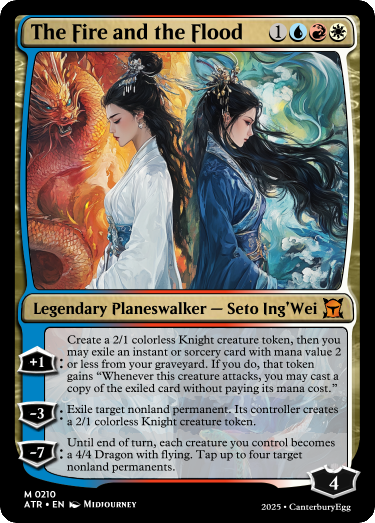 The Fire and the Flood 1
Legendary Planeswalker — Seto Ing'Wei
+1: Create a 2/1 colorless Knight creature token, then you
may exile an instant or sorcery card with mana value 2
or less from your graveyard. If you do, that token
gains "Whenever this creature attacks, you may cast a
copy of the exiled card without paying its mana cost."
-3: Exile target nonland permanent. Its controller creates
a 2/1 colorless Knight creature token.
-7: Until end of turn, each creature you control becomes
a 4/4 Dragon with flying. Tap up to four target
nonland permanents.
4
M 0210
ATR • EN Midjourney
2025 • CanterburyEgg